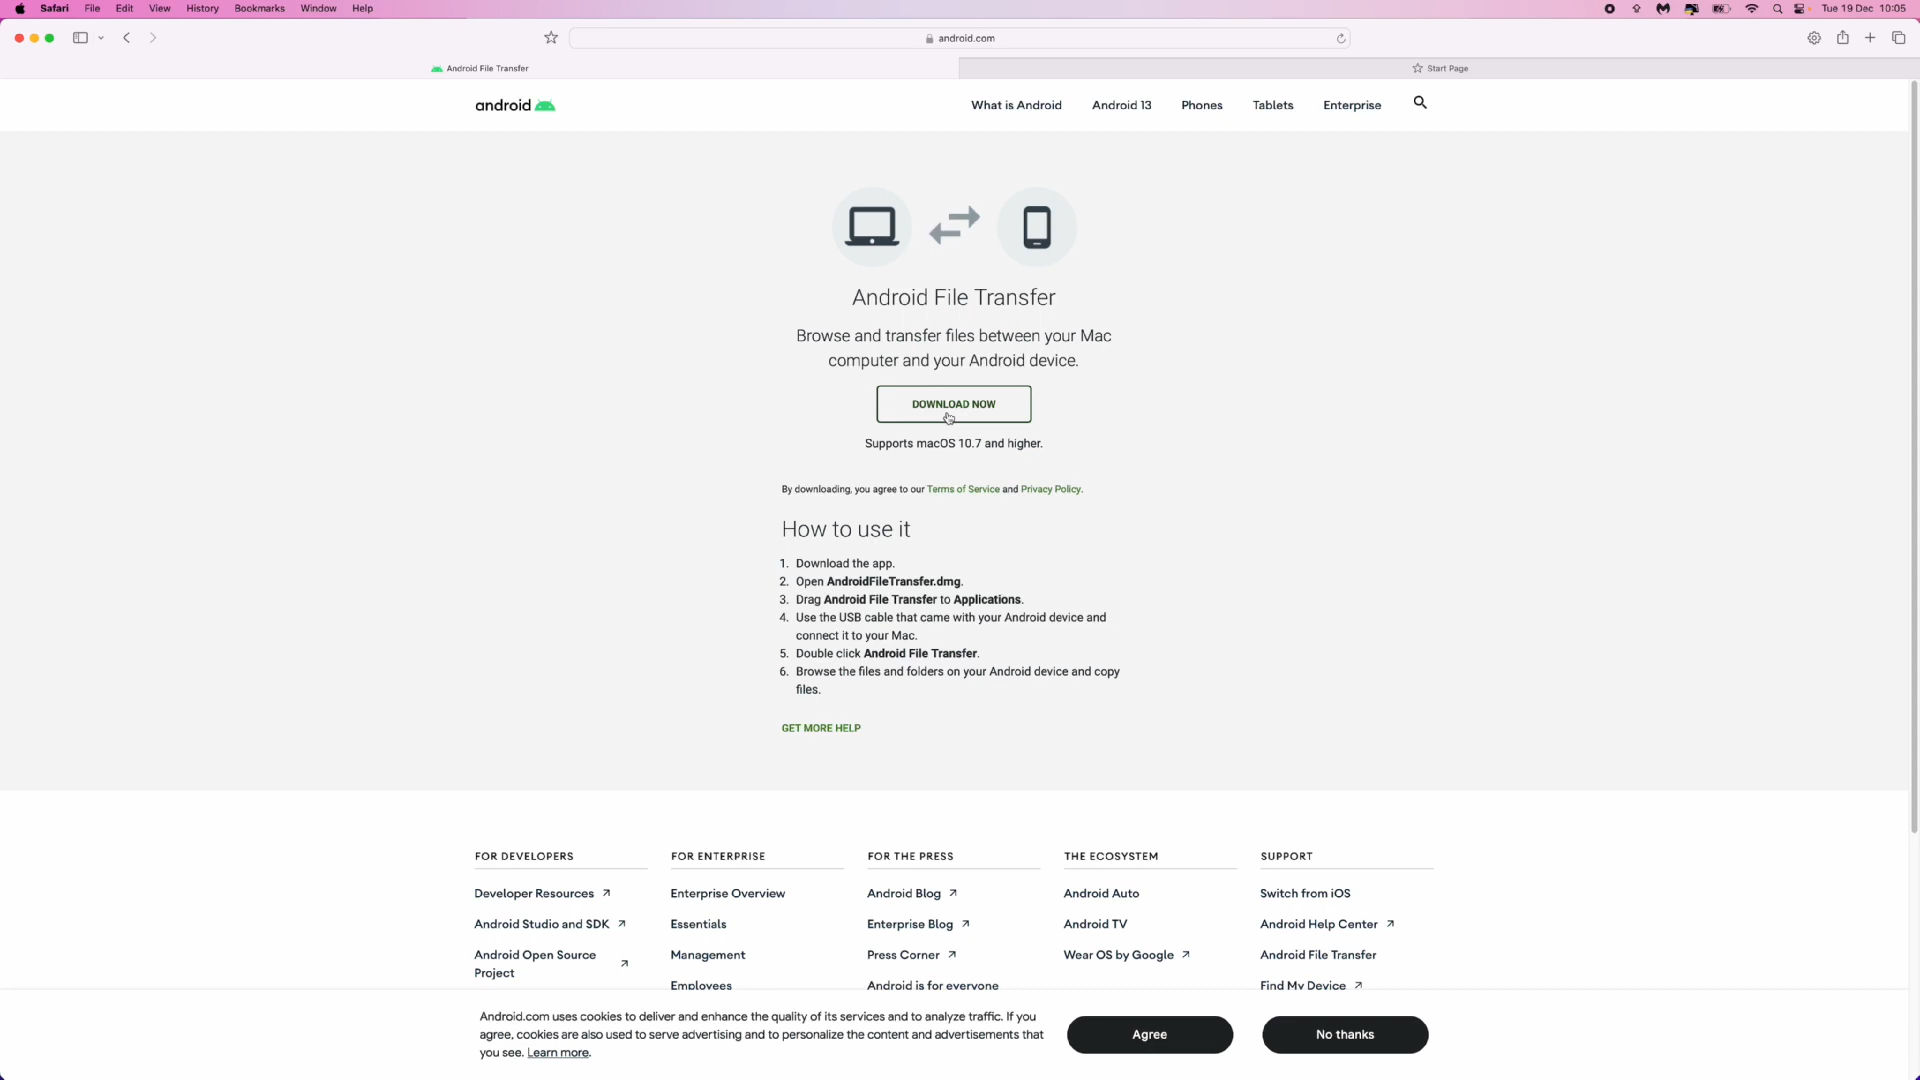 Safari File Edit View History Bookmarks Window Help
Tue 19 Dec 10:05
android.com
Android File Transfer
Start Page
android
What is Android
Android 13
Phones
Tablets
Enterprise
Android File Transfer
Browse and transfer files between your Mac
computer and your Android device.
DOWNLOAD NOW
Supports macOS 10.7 and higher.
By downloading, you agree to our Terms of Service and Privacy Policy.
How to use it
1. Download the app.
2. Open AndroidFileTransfer.dmg.
3. Drag Android File Transfer to Applications.
4. Use the USB cable that came with your Android device and
connect it to your Mac.
5. Double click Android File Transfer.
6. Browse the files and folders on your Android device and copy
files.
GET MORE HELP
FOR DEVELOPERS
Developer Resources
Android Studio and SDK
Android Open Source
Project
FOR ENTERPRISE
Enterprise Overview
Essentials
Management
Employees
FOR THE PRESS
Android Blog
Enterprise Blog
Press Corner
Android is for everyone
THE ECOSYSTEM
Android Auto
Android TV
Wear OS by Google
SUPPORT
Switch from iOS
Android Help Center
Android File Transfer
Find My Device
Android.com uses cookies to deliver and enhance the quality of its services and to analyze traffic. If you
agree, cookies are also used to serve advertising and to personalize the content and advertisements that
you see. Learn more.
Agree
No thanks